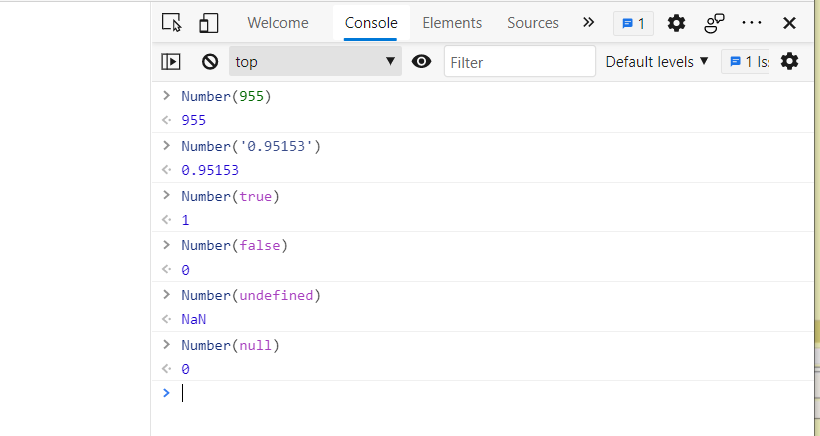 Welcome Console Elements Sources » 1
top Filter Default levels 1 Is
> Number(955)
955
> Number('0.95153')
0.95153
> Number(true)
1
> Number(false)
0
> Number(undefined)
NaN
> Number(null)
0
>